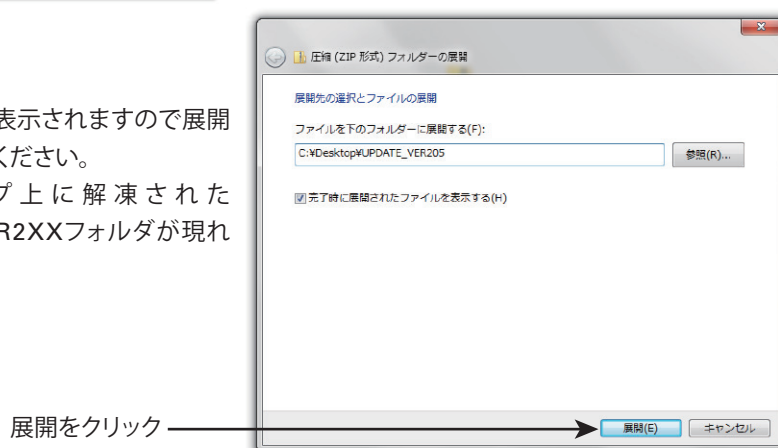 圧縮 (ZIP 形式) フォルダーの展開
展開先の選択とファイルの展開
ファイルを下のフォルダーに展開する(F):
C:¥Desktop¥UPDATE_VER205
参照(R)...
完了時に展開されたファイルを表示する(H)
表示されますので展開
ください。
プ上に解凍された
R2XXフォルダが現れ
展開をクリック
展開(E)
キャンセル